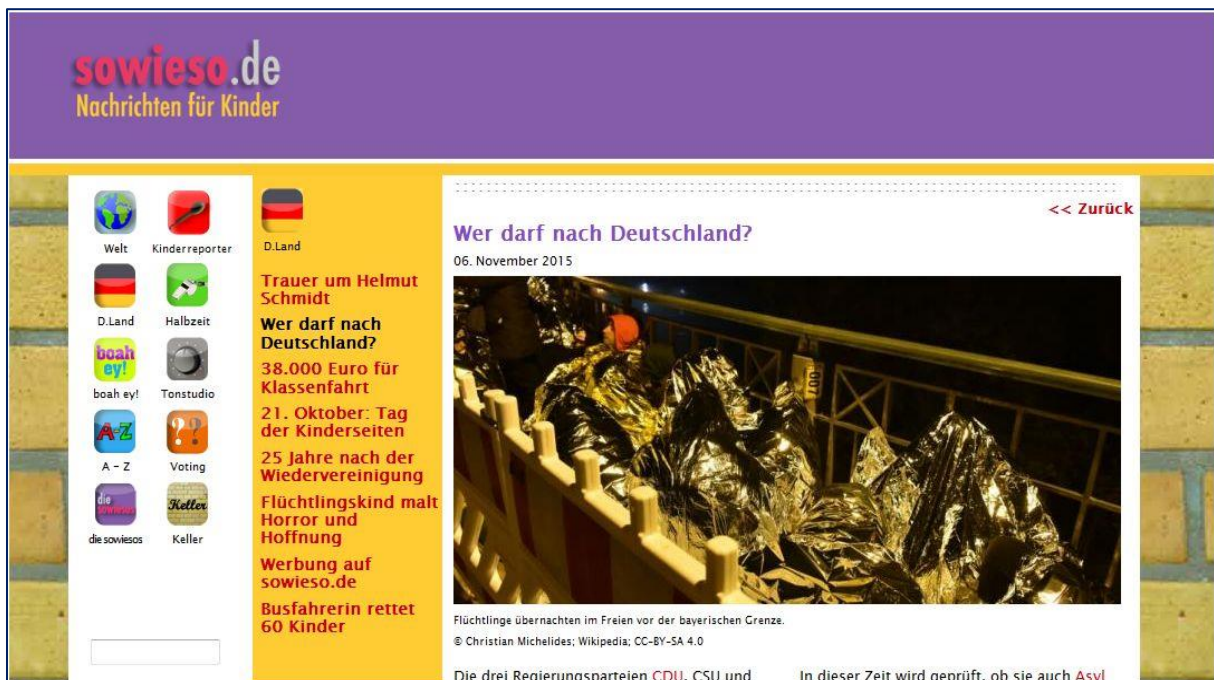 sowieso.de
Nachrichten für Kinder
<< Zurück
Welt
Kinderreporter
D.Land
Halbzeit
boah ey!
boah ey!
Tonstudio
A-Z
??
A - Z
Voting
die sowiesos
Keller
die sowiesos
Keller
D.Land
Trauer um Helmut
Schmidt
Wer darf nach
Deutschland?
38.000 Euro für
Klassenfahrt
21. Oktober: Tag
der Kinderseiten
25 Jahre nach der
Wiedervereinigung
Flüchtlingskind malt
Horror und
Hoffnung
Werbung auf
sowieso.de
Busfahrerin rettet
60 Kinder
Wer darf nach Deutschland?
06. November 2015
Flüchtlinge übernachten im Freien vor der bayerischen Grenze.
© Christian Michelides; Wikipedia; CC-BY-SA 4.0
Die drei Regierungsparteien CDU, CSU und
In dieser Zeit wird geprüft, ob sie auch Asyl